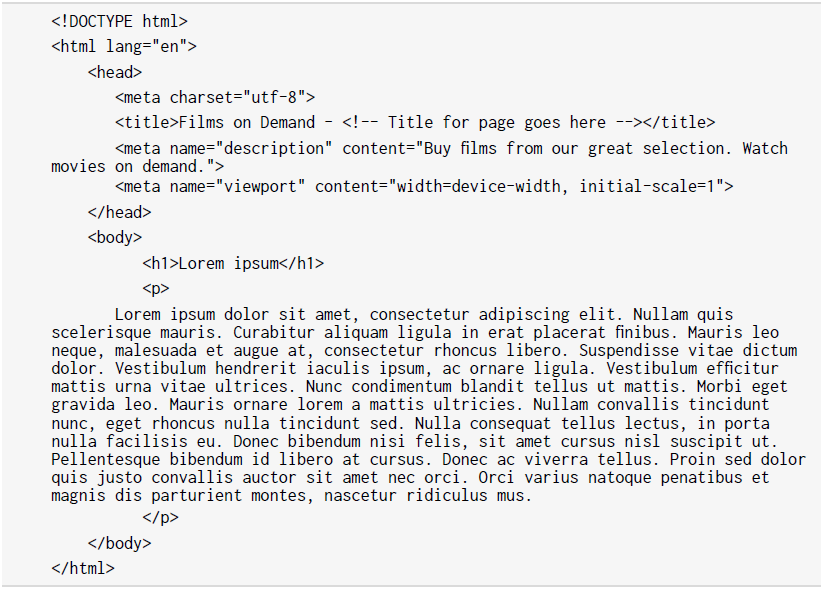 <!DOCTYPE html>
<html lang="en">
<head>
<meta charset="utf-8">
<title>Films on Demand - <!-- Title for page goes here --></title>
<meta name="description" content="Buy films from our great selection. Watch
movies on demand.">
<meta name="viewport" content="width=device-width, initial-scale=1">
</head>
<body>
<h1>Lorem ipsum</h1>
<p>
Lorem ipsum dolor sit amet, consectetur adipiscing elit. Nullam quis
scelerisque mauris. Curabitur aliquam ligula in erat placerat finibus. Mauris leo
neque, malesuada et augue at, consectetur rhoncus libero. Suspendisse vitae dictum
dolor. Vestibulum hendrerit iaculis ipsum, ac ornare ligula. Vestibulum efficitur
mattis urna vitae ultrices. Nunc condimentum blandit tellus ut mattis. Morbi eget
gravida leo. Mauris ornare lorem a mattis ultricies. Nullam convallis tincidunt
nunc, eget rhoncus nulla tincidunt sed. Nulla consequat tellus lectus, in porta
nulla facilisis eu. Donec bibendum nisi felis, sit amet cursus nisl suscipit ut.
Pellentesque bibendum id libero at cursus. Donec ac viverra tellus. Proin sed dolor
quis justo convallis auctor sit amet nec orci. Orci varius natoque penatibus et
magnis dis parturient montes, nascetur ridiculus mus.
</p>
</body>
</html>